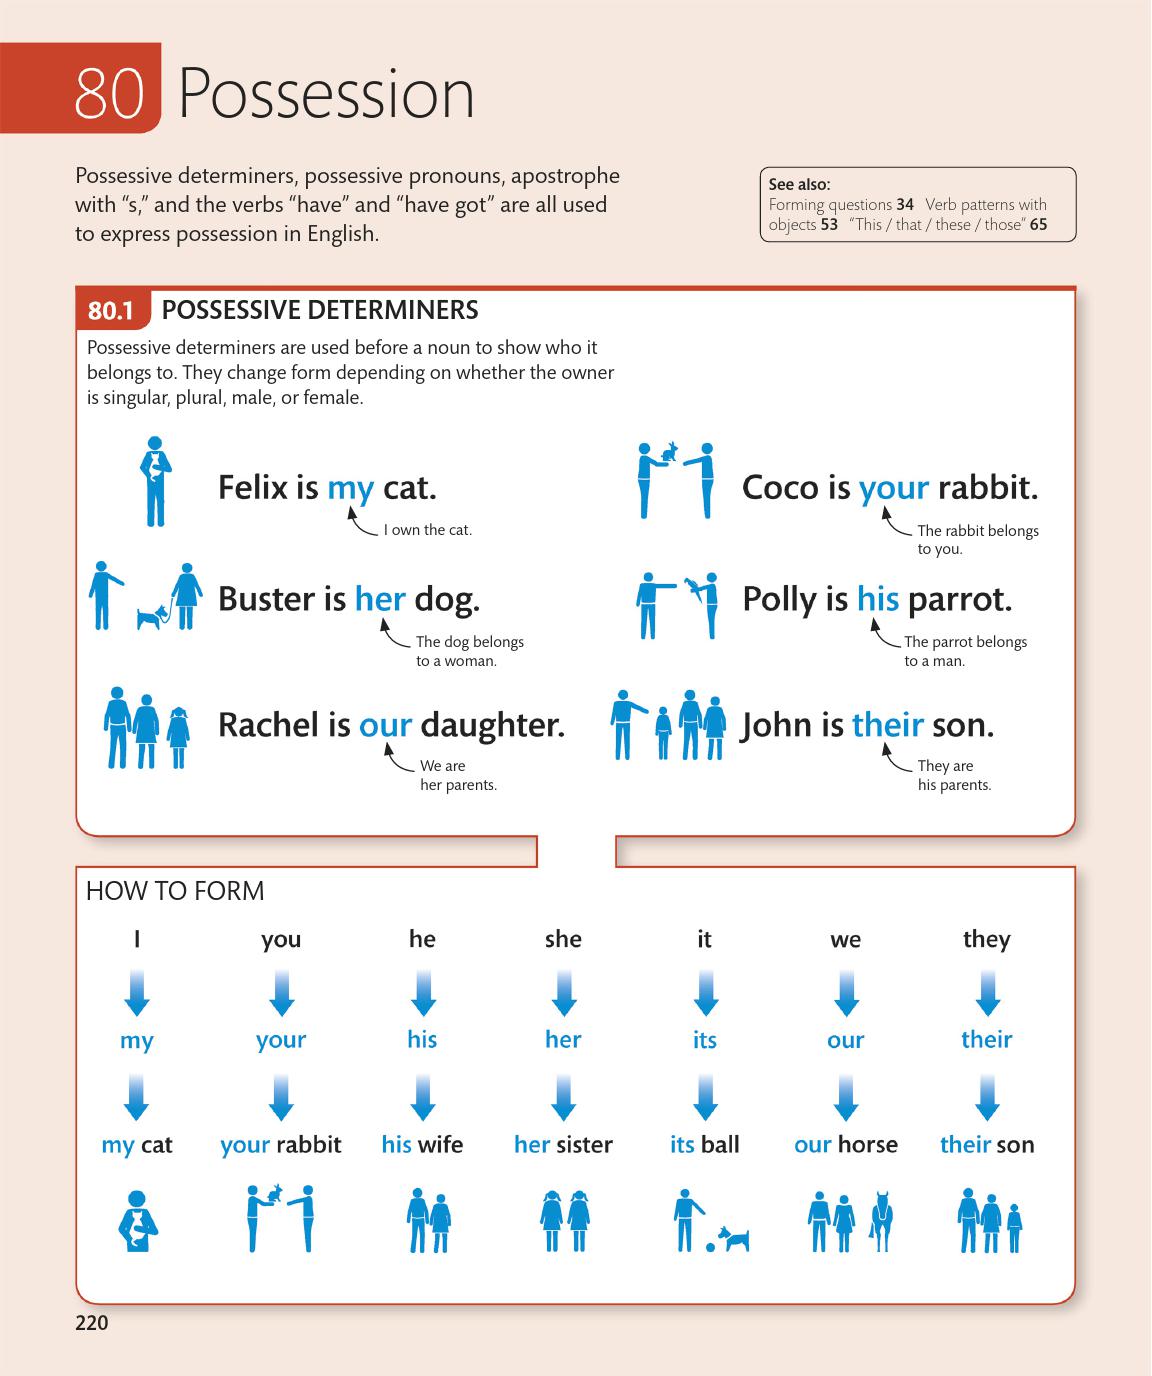 80 Possession
Possessive determiners, possessive pronouns, apostrophe
with “s,” and the verbs “have” and “have got” are all used
to express possession in English.
See also:
Forming questions 34 Verb patterns with
objects 53 “This / that / these / those” 65
80.1 POSSESSIVE DETERMINERS
Possessive determiners are used before a noun to show who it
belongs to. They change form depending on whether the owner
is singular, plural, male, or female.
Felix is my cat.
I own the cat.
Coco is your rabbit.
The rabbit belongs
to you.
Buster is her dog.
The dog belongs
to a woman.
Polly is his parrot.
The parrot belongs
to a man.
Rachel is our daughter.
We are
her parents.
John is their son.
They are
his parents.
HOW TO FORM
I you he she it we they
my your his her its our their
my cat your rabbit his wife her sister its ball our horse their son
220